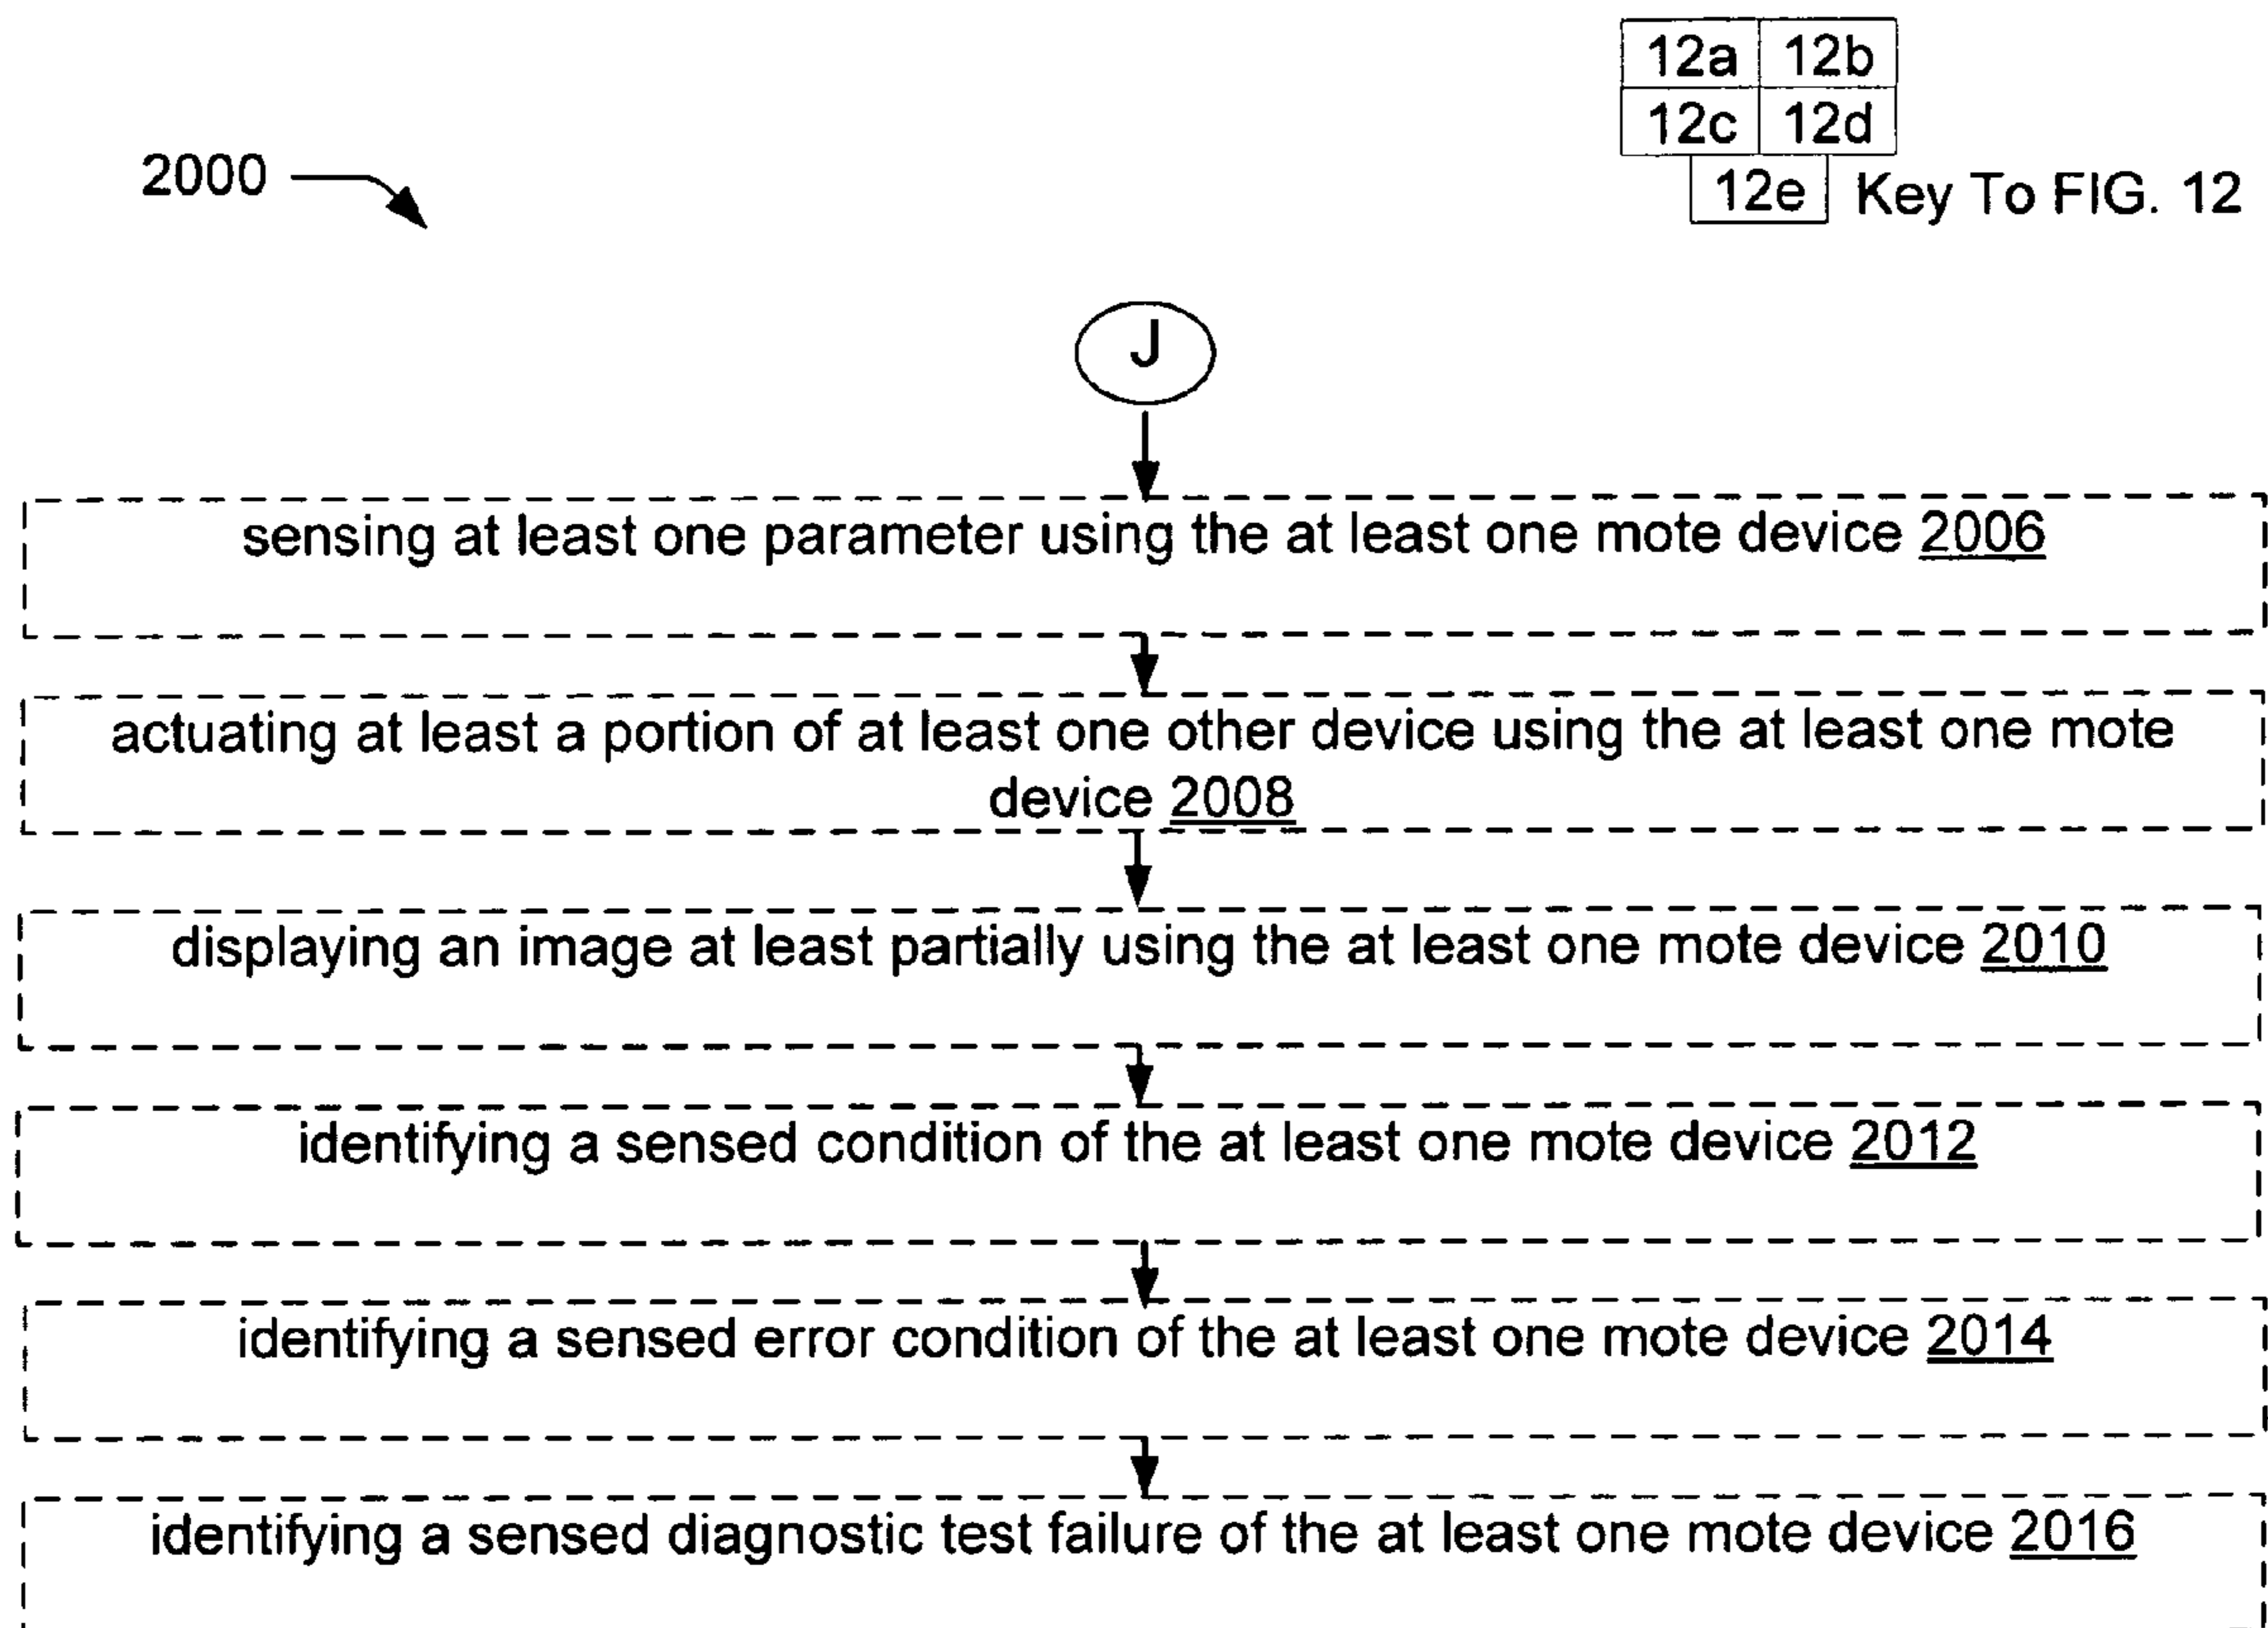 12a 12b
12c 12d
2000
12e Key To FIG. 12
J
sensing at least one parameter using the at least one mote device 2006
actuating at least a portion of at least one other device using the at least one mote
device 2008
displaying an image at least partially using the at least one mote device 2010
identifying a sensed condition of the at least one mote device 2012
identifying a sensed error condition of the at least one mote device 2014
identifying a sensed diagnostic test failure of the at least one mote device 2016